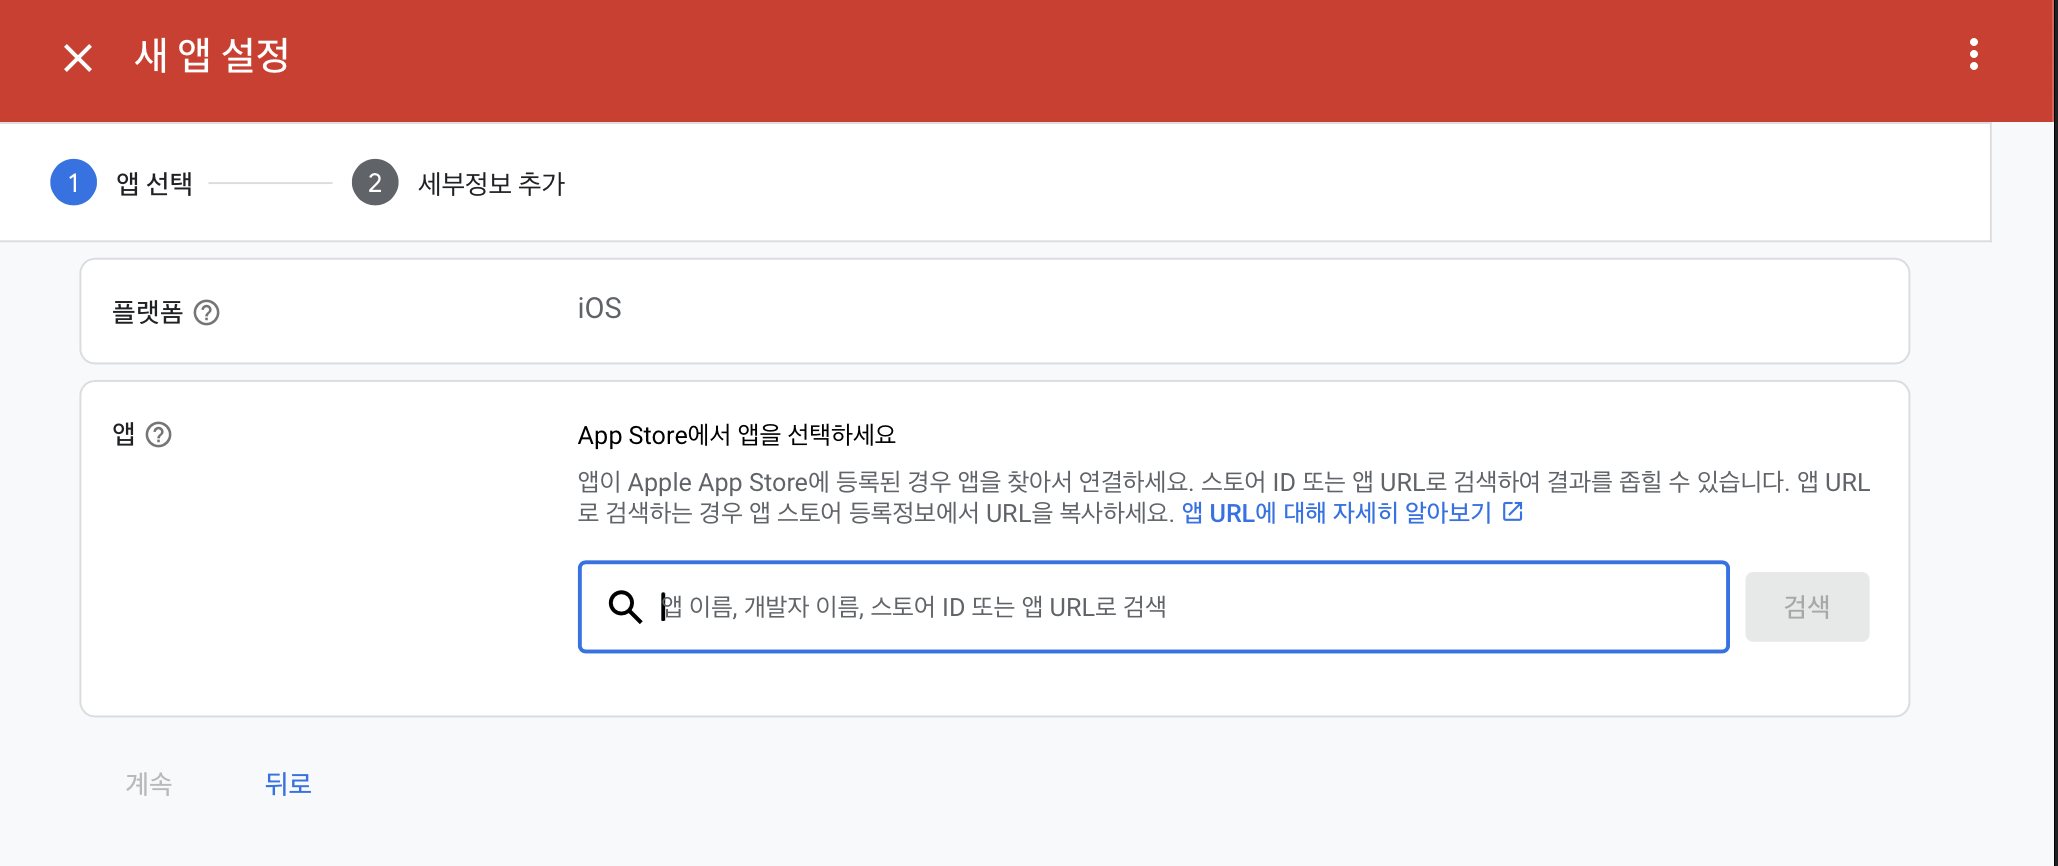 새 앱 설정
1 앱 선택 2 세부정보 추가
플랫폼 ? iOS
앱 ? App Store에서 앱을 선택하세요
앱이 Apple App Store에 등록된 경우 앱을 찾아서 연결하세요. 스토어 ID 또는 앱 URL로 검색하여 결과를 좁힐 수 있습니다. 앱 URL
로 검색하는 경우 앱 스토어 등록정보에서 URL을 복사하세요. 앱 URL에 대해 자세히 알아보기
앱 이름, 개발자 이름, 스토어 ID 또는 앱 URL로 검색 검색
계속 뒤로